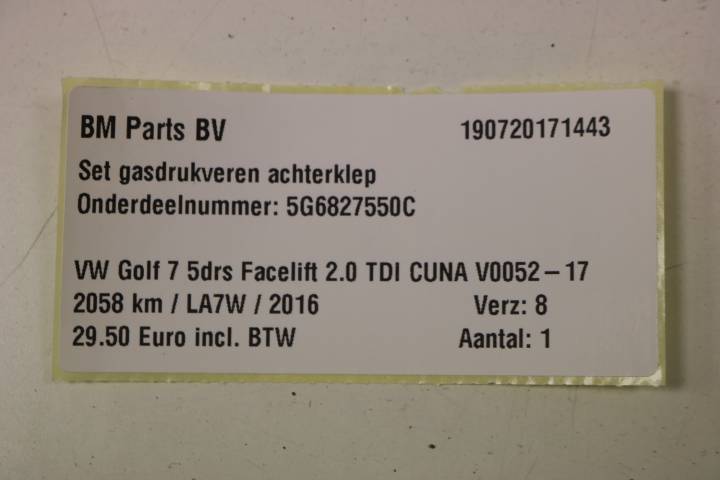 BM Parts BV 190720171443
Set gasdrukveren achterklep
Onderdeelnummer: 5G6827550C
VW Golf 7 5drs Facelift 2.0 TDI CUNA V0052 – 17
2058 km / LA7W / 2016 Verz: 8
29.50 Euro incl. BTW Aantal: 1